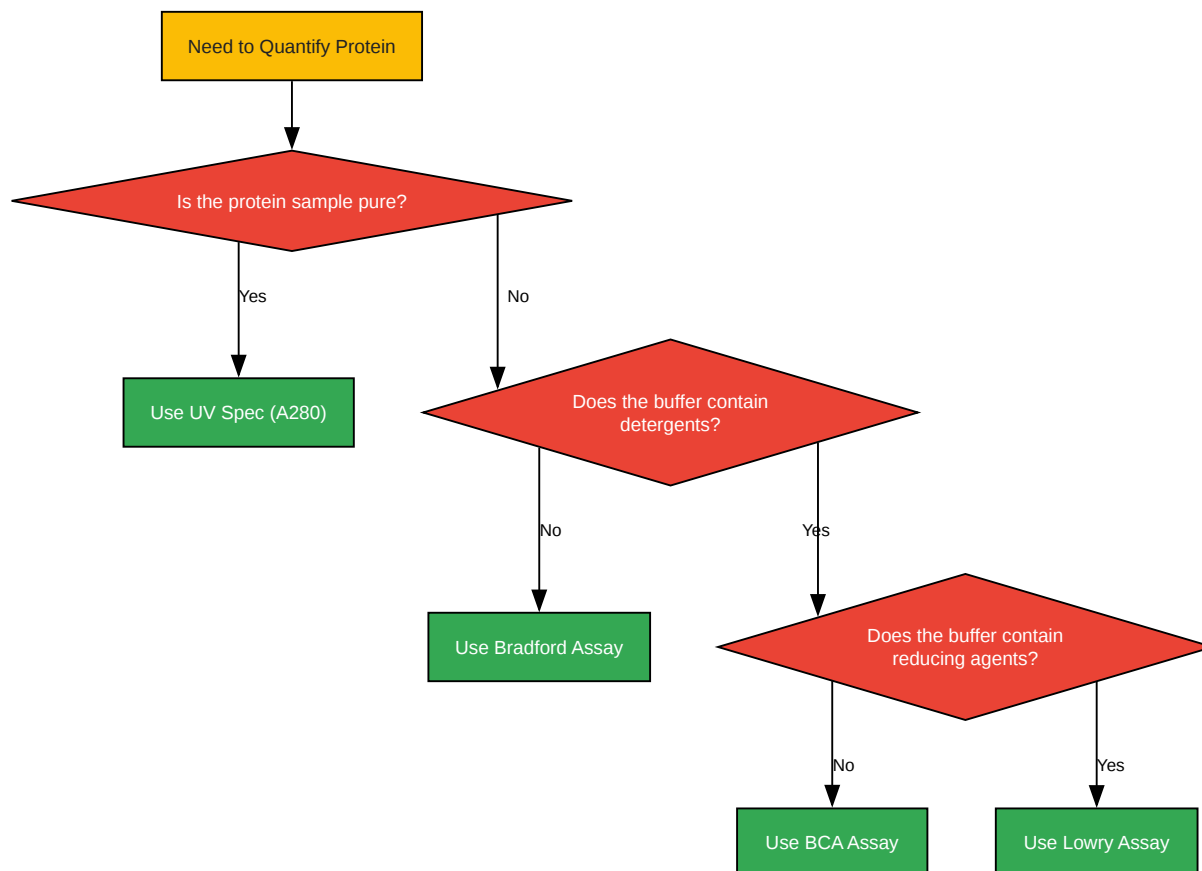 Need to Quantify Protein
Is the protein sample pure?
Yes
No
Use UV Spec (A280)
Does the buffer contain
detergents?
No
Yes
Use Bradford Assay
Does the buffer contain
reducing agents?
No
Yes
Use BCA Assay
Use Lowry Assay